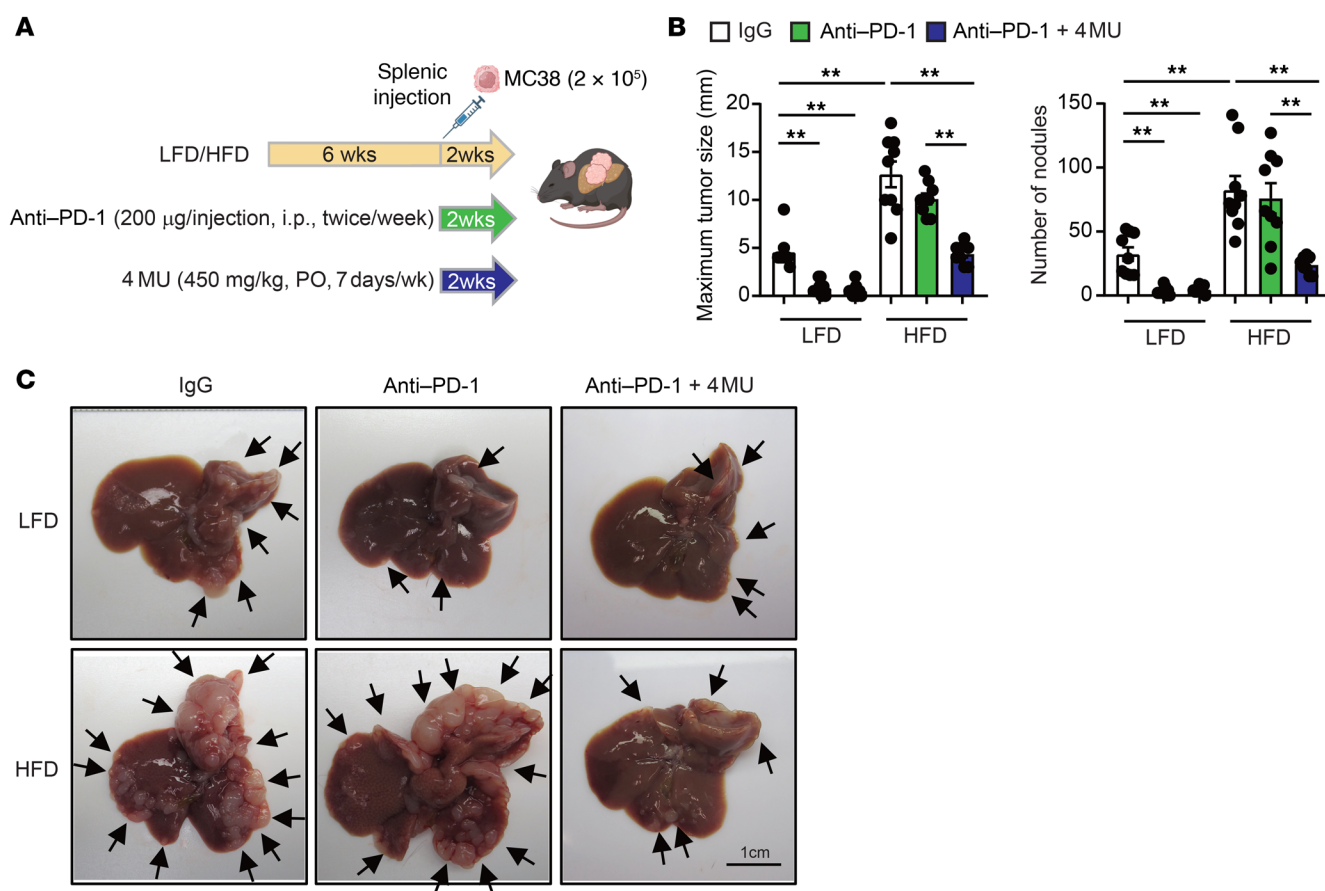 A
Splenic
injection
MC38 (2 × 10⁵)
LFD/HFD
6 wks
2wks
Anti–PD-1 (200 μg/injection, i.p., twice/week)
2wks
4 MU (450 mg/kg, PO, 7 days/wk)
2wks
B
IgG
Anti–PD-1
Anti–PD-1 + 4 MU
Maximum tumor size (mm)
20
15
10
5
0
**
**
**
**
**
LFD
HFD
Number of nodules
150
100
50
0
**
**
**
**
**
LFD
HFD
C
IgG
Anti–PD-1
Anti–PD-1 + 4 MU
LFD
HFD
1cm